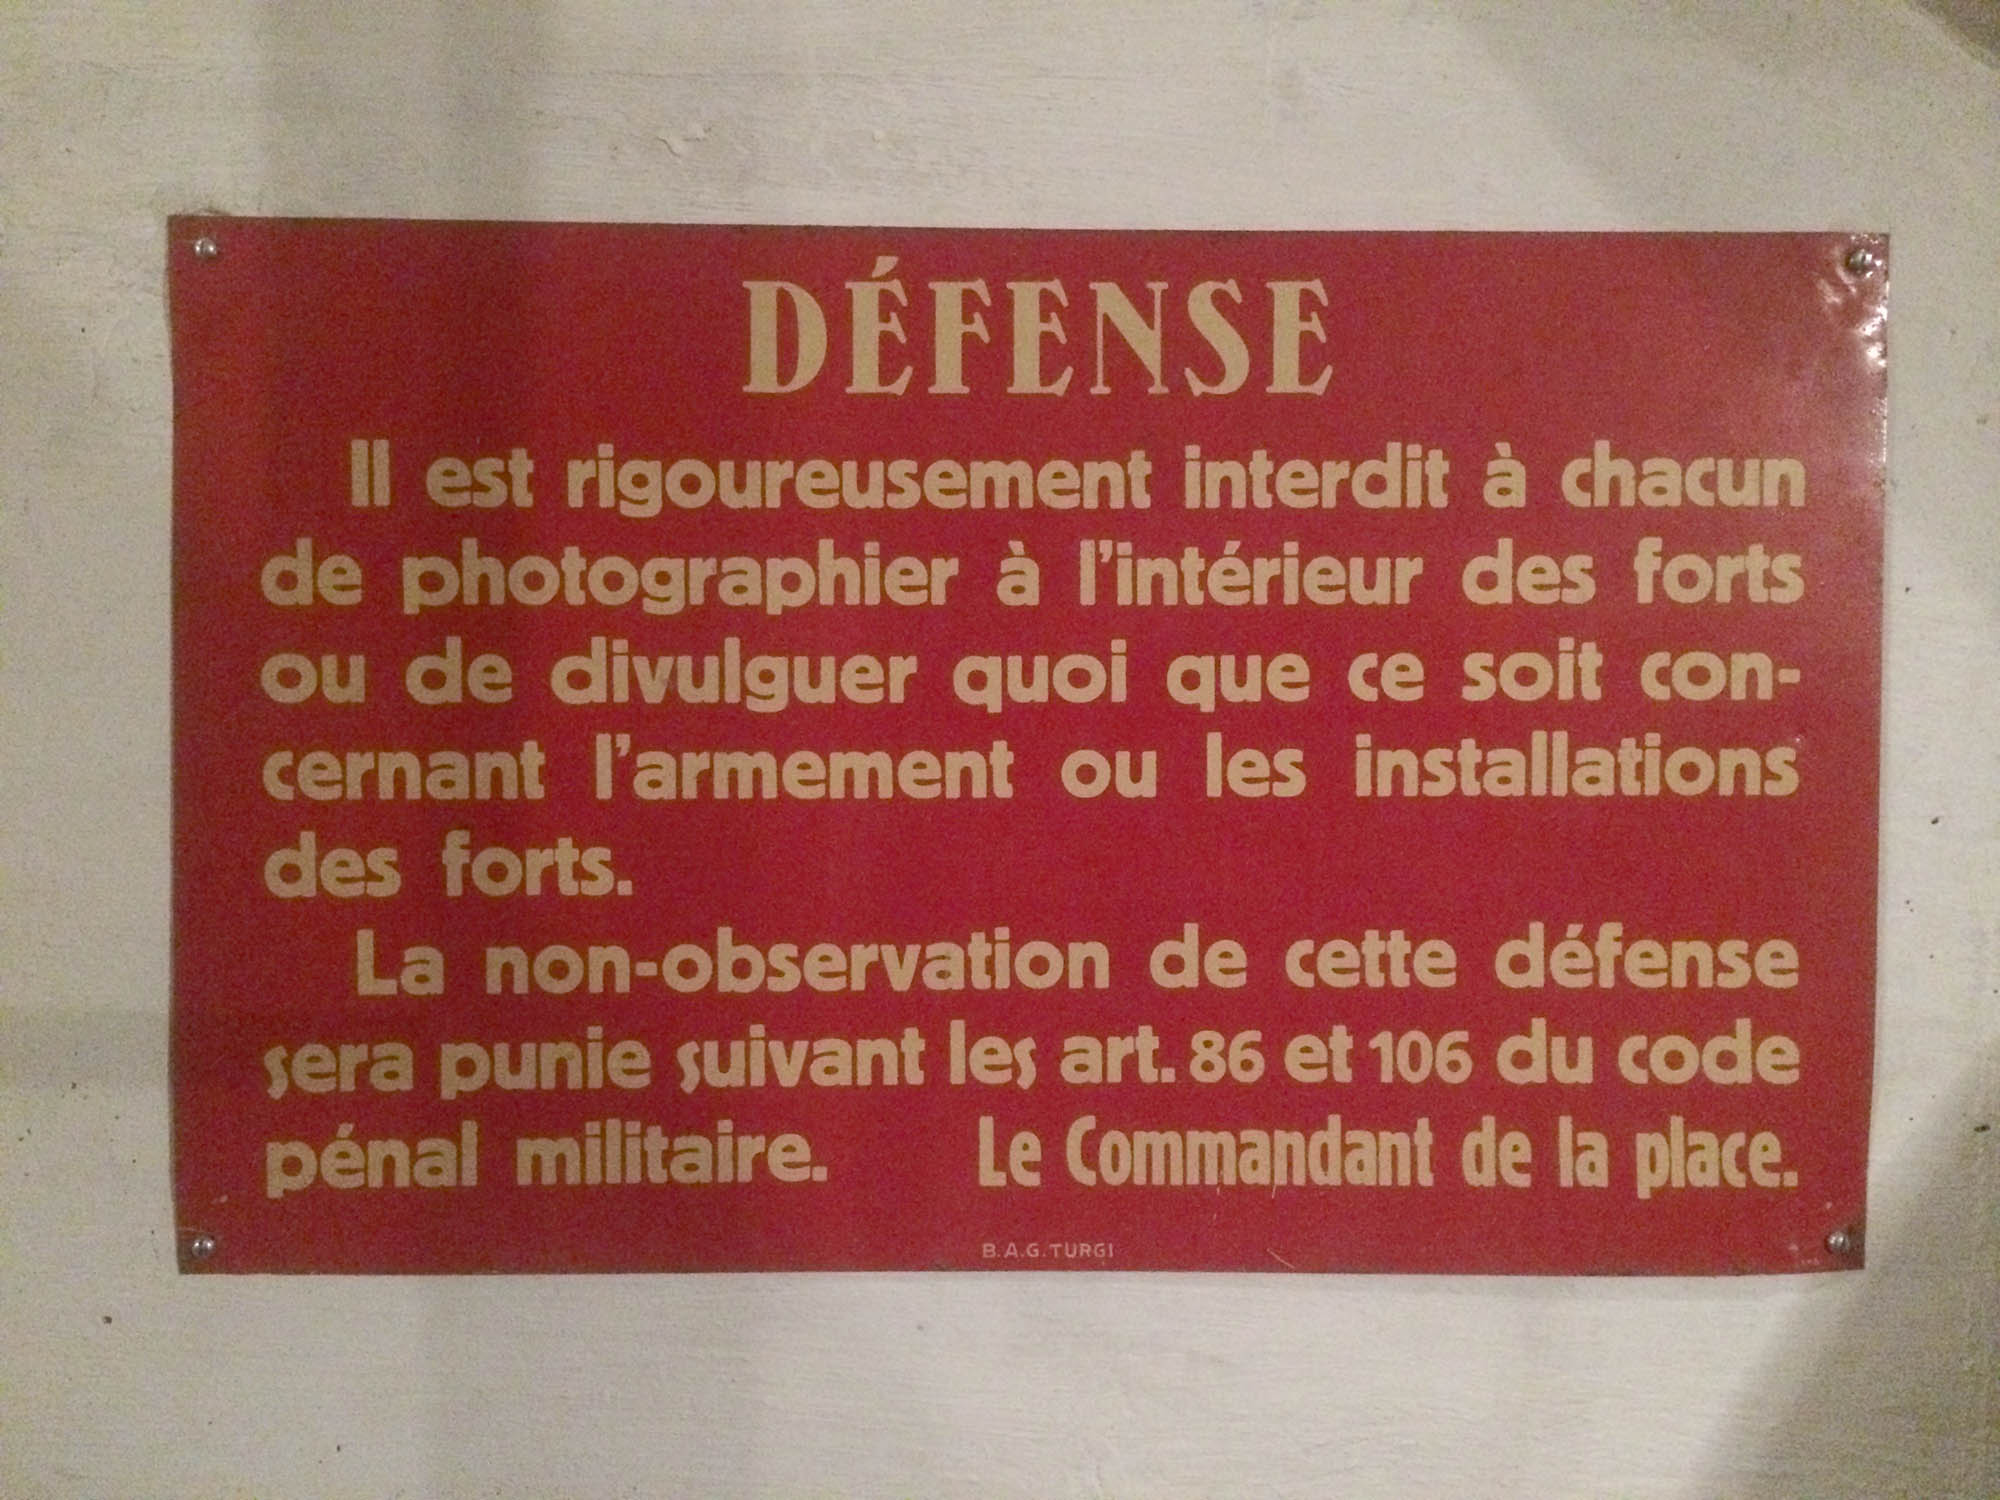 DÉFENSE
Il est rigoureusement interdit à chacun
de photographier à l'intérieur des forts
ou de divulguer quoi que ce soit con-
cernant l'armement ou les installations
des forts.
La non-observation de cette défense
sera punie suivant les art. 86 et 106 du code
pénal militaire. Le Commandant de la place.
B.A.G. TURGI